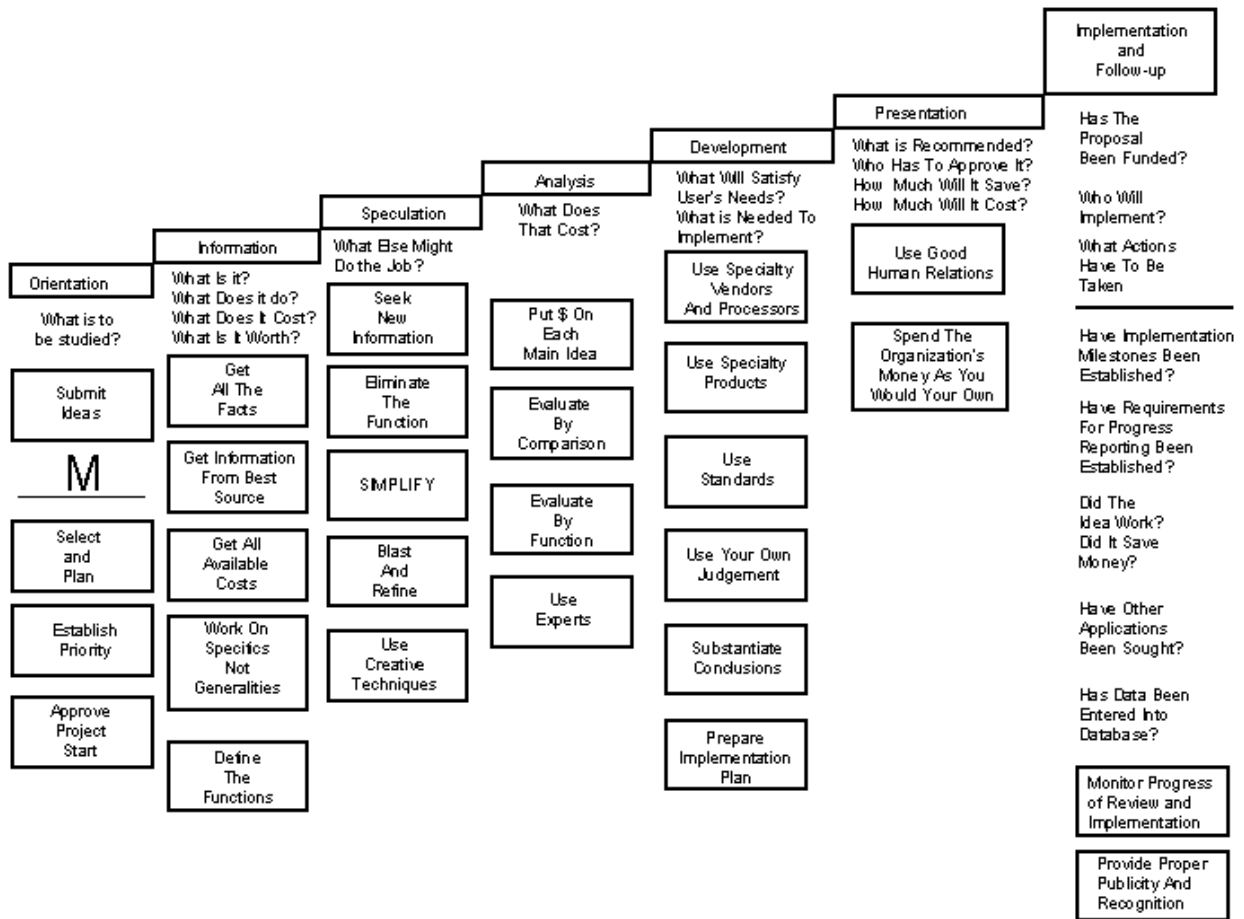 Implementation
and
Follow-up
Has The
Proposal
Been Funded?
Who Will
Implement?
What Actions
Have To Be
Taken
Have Implementation
Milestones Been
Established?
Have Requirements
For Progress
Reporting Been
Established?
Did The
Idea Work?
Did It Save
Money?
Have Other
Applications
Been Sought?
Has Data Been
Entered Into
Database?
Monitor Progress
of Review and
Implementation
Provide Proper
Publicity And
Recognition
Presentation
What is Recommended?
Who Has To Approve It?
How Much Will It Save?
How Much Will It Cost?
Use Good
Human Relations
Spend The
Organization's
Money As You
Would Your Own
Development
What Will Satisfy
User's Needs?
What is Needed To
Implement?
Use Specialty
Vendors
And Processors
Use Specialty
Products
Use
Standards
Use Your Own
Judgement
Substantiate
Conclusions
Prepare
Implementation
Plan
Analysis
What Does
That Cost?
Put $ On
Each
Main Idea
Evaluate
By
Comparison
Evaluate
By
Function
Use
Experts
Speculation
What Else Might
Do the Job?
Seek
New
Information
Eliminate
The
Function
SIMPLIFY
Blast
And
Refine
Use
Creative
Techniques
Information
What Is it?
What Does it do?
What Does It Cost?
What Is It Worth?
Get
All The
Facts
Get Information
From Best
Source
Get All
Available
Costs
Work On
Specifics
Not
Generalities
Define
The
Functions
Orientation
What is to
be studied?
Submit
Ideas
M
Select
and
Plan
Establish
Priority
Approve
Project
Start